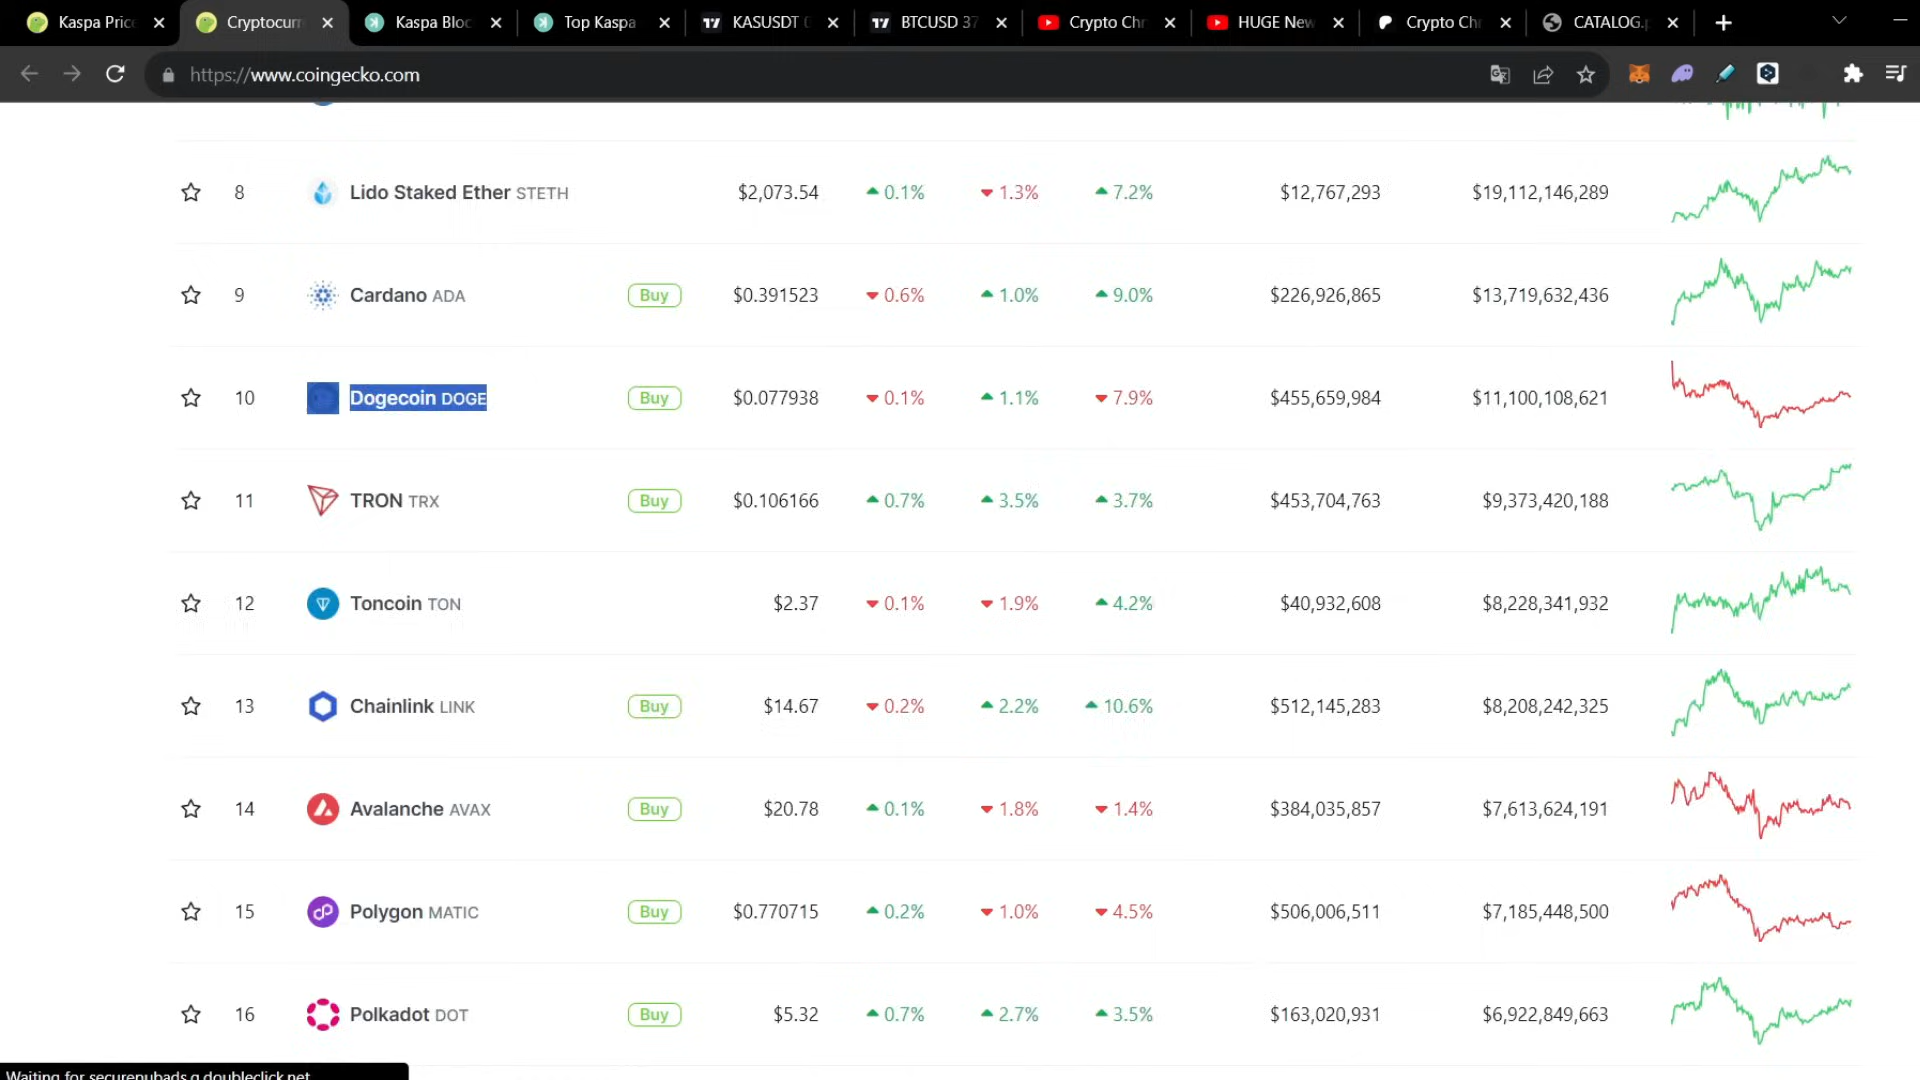 Kaspa Pric
Cryptocurr
Kaspa Bloc
Top Kaspa
KASUSDT
BTCUSD 37
Crypto Chr
HUGE New
Crypto Ch
CATALOG.p
https://www.coingecko.com
8 Lido Staked Ether STETH $2,073.54 0.1% 1.3% 7.2% $12,767,293 $19,112,146,289
9 Cardano ADA Buy $0.391523 0.6% 1.0% 9.0% $226,926,865 $13,719,632,436
10 Dogecoin DOGE Buy $0.077938 0.1% 1.1% 7.9% $455,659,984 $11,100,108,621
11 TRON TRX Buy $0.106166 0.7% 3.5% 3.7% $453,704,763 $9,373,420,188
12 Toncoin TON $2.37 0.1% 1.9% 4.2% $40,932,608 $8,228,341,932
13 Chainlink LINK Buy $14.67 0.2% 2.2% 10.6% $512,145,283 $8,208,242,325
14 Avalanche AVAX Buy $20.78 0.1% 1.8% 1.4% $384,035,857 $7,613,624,191
15 Polygon MATIC Buy $0.770715 0.2% 1.0% 4.5% $506,006,511 $7,185,448,500
16 Polkadot DOT Buy $5.32 0.7% 2.7% 3.5% $163,020,931 $6,922,849,663
Waiting for securepubads.g.doubleclick.net